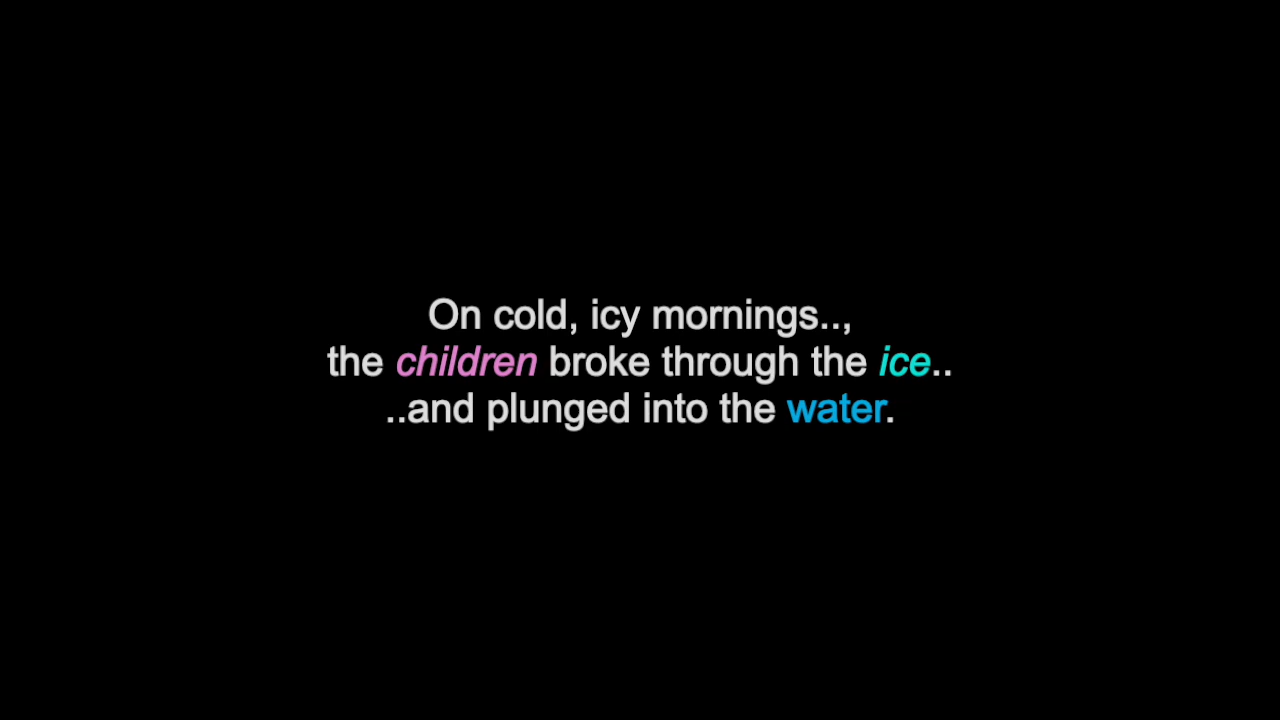 On cold, icy mornings..,
the children broke through the ice..
..and plunged into the water.